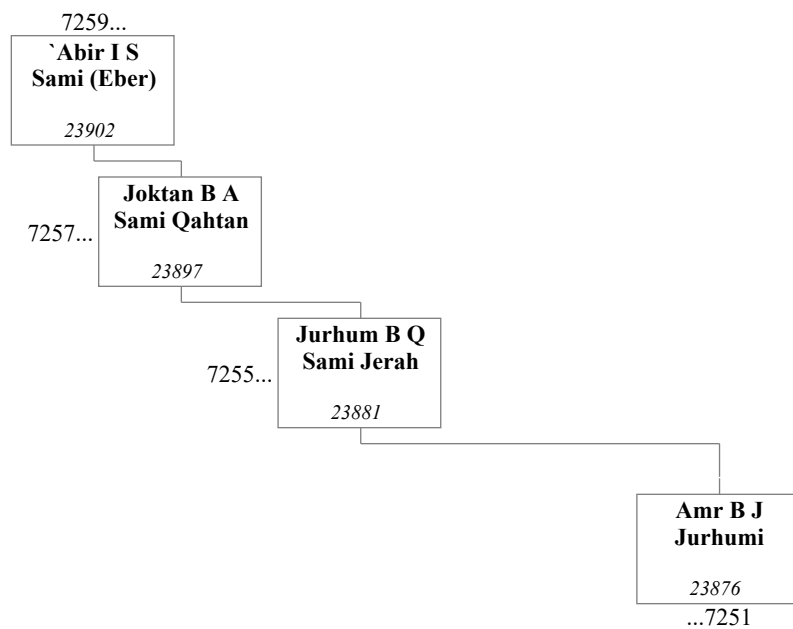 7259...
`Abir I S
Sami (Eber)
23902
Joktan B A
Sami Qahtan
7257...
23897
Jurhum B Q
Sami Jerah
7255...
23881
Amr B J
Jurhumi
23876
...7251